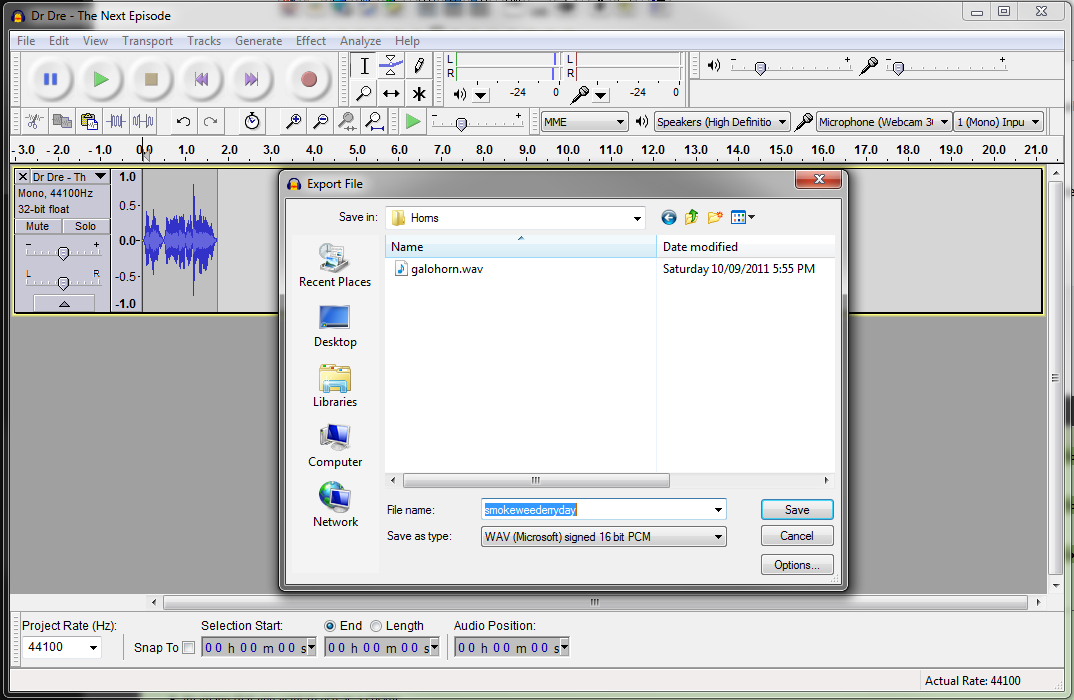 Dr Dre - The Next Episode
File Edit View Transport Tracks Generate Effect Analyze Help
L
R
-24 0
L
R
-24 0
- + - +
- +
MME
Speakers (High Definitio
Microphone (Webcam 3(
1 (Mono) Inpu
- 3.0 - 2.0 - 1.0 0.0 1.0 2.0 3.0 4.0 5.0 6.0 7.0 8.0 9.0 10.0 11.0 12.0 13.0 14.0 15.0 16.0 17.0 18.0 19.0 20.0 21.0
Dr Dre - Th
Mono, 44100Hz
32-bit float
Mute Solo
- +
L R
1.0
0.5-
0.0-
-0.5-
-1.0
Export File
Save in: Horns
Name Date modified
galohorn.wav Saturday 10/09/2011 5:55 PM
Recent Places
Desktop
Libraries
Computer
Network
File name: smokeweederryday Save
Save as type: WAV (Microsoft) signed 16 bit PCM Cancel
Options...
Project Rate (Hz): Selection Start: End Length Audio Position:
44100 Snap To 00 h 00 m 00 s 00 h 00 m 00 s 00 h 00 m 00 s
Actual Rate: 44100